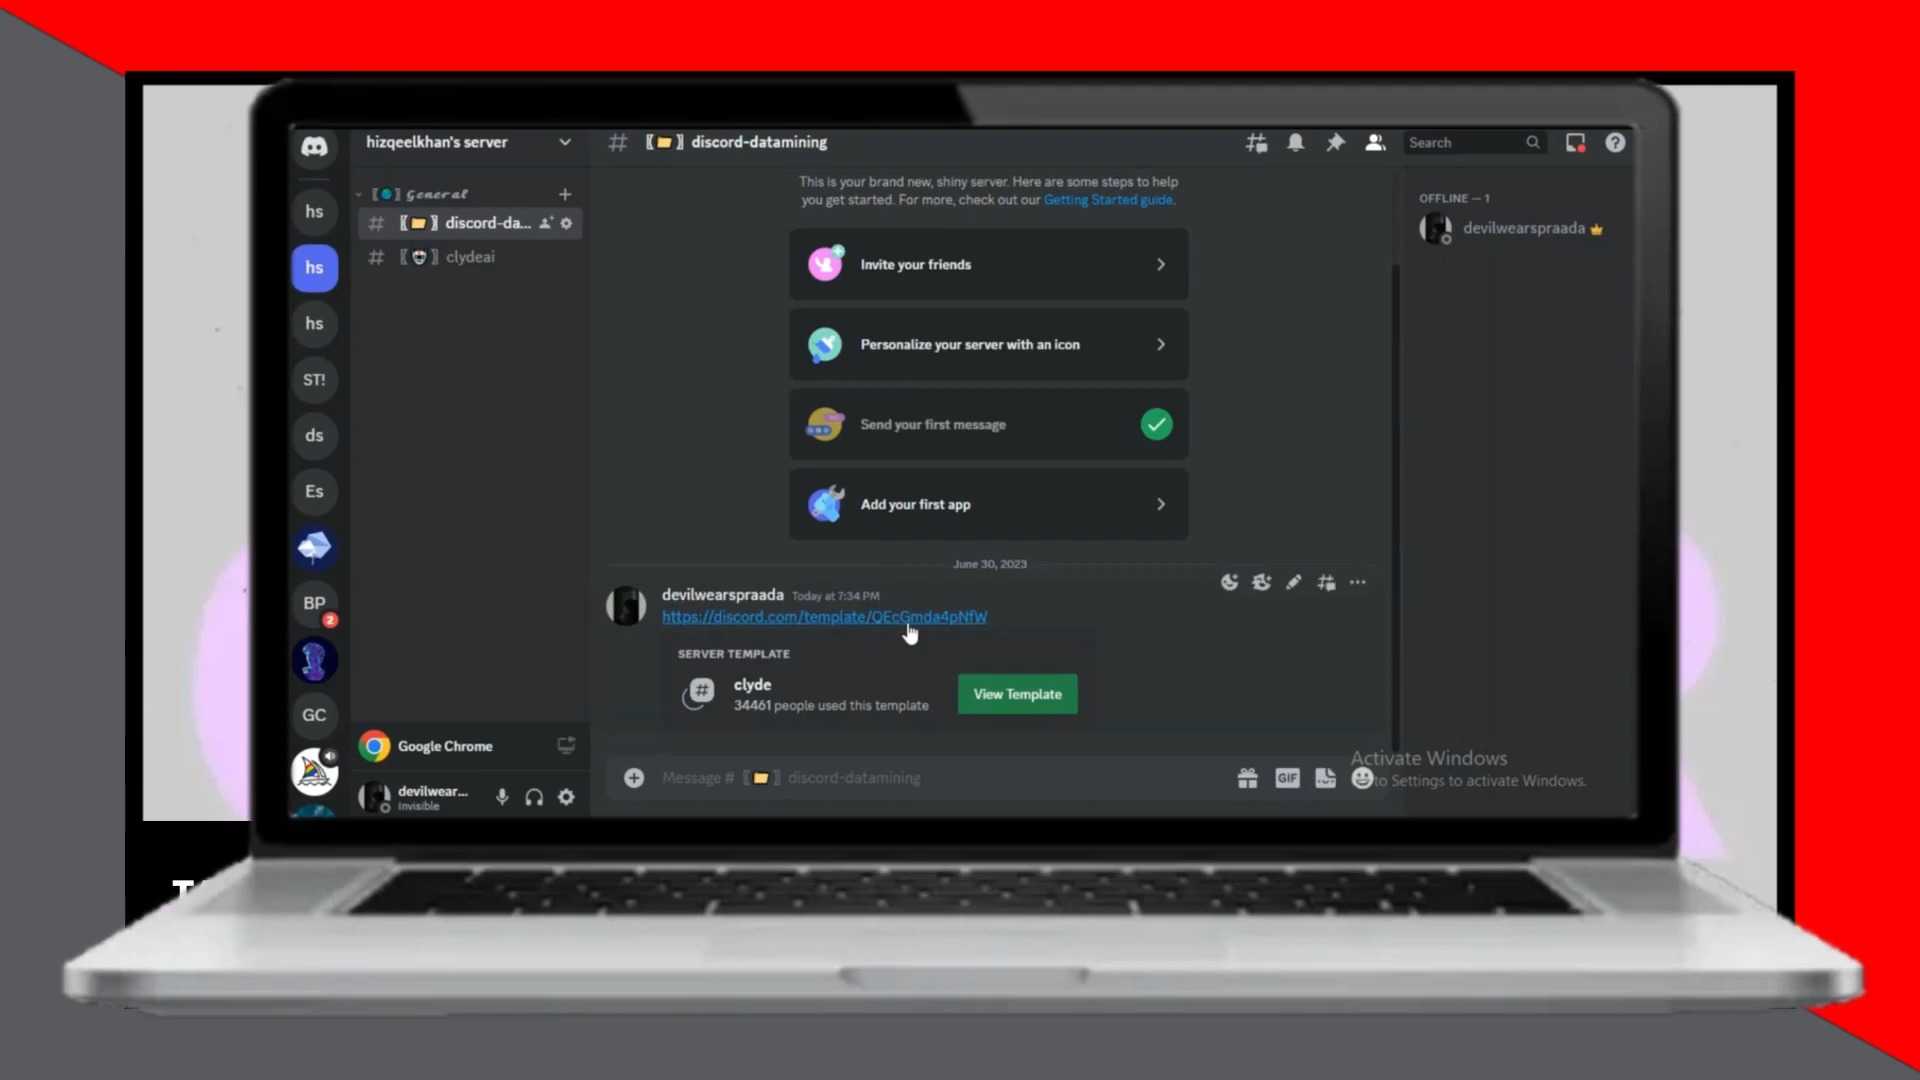 hizqeelkhan's server
discord-datamining
Search
General
discord-da...
clydeai
hs
hs
hs
ST!
ds
Es
BP
2
GC
This is your brand new, shiny server. Here are some steps to help
you get started. For more, check out our Getting Started guide.
Invite your friends
Personalize your server with an icon
Send your first message
Add your first app
June 30, 2023
devilwearspraada Today at 7:34 PM
https://discord.com/template/QEcGmda4pNfW
SERVER TEMPLATE
clyde
34461 people used this template
View Template
Message # discord-datamining
GIF
OFFLINE — 1
devilwearspraada
Activate Windows
to Settings to activate Windows.
Google Chrome
devilwear...
Invisible